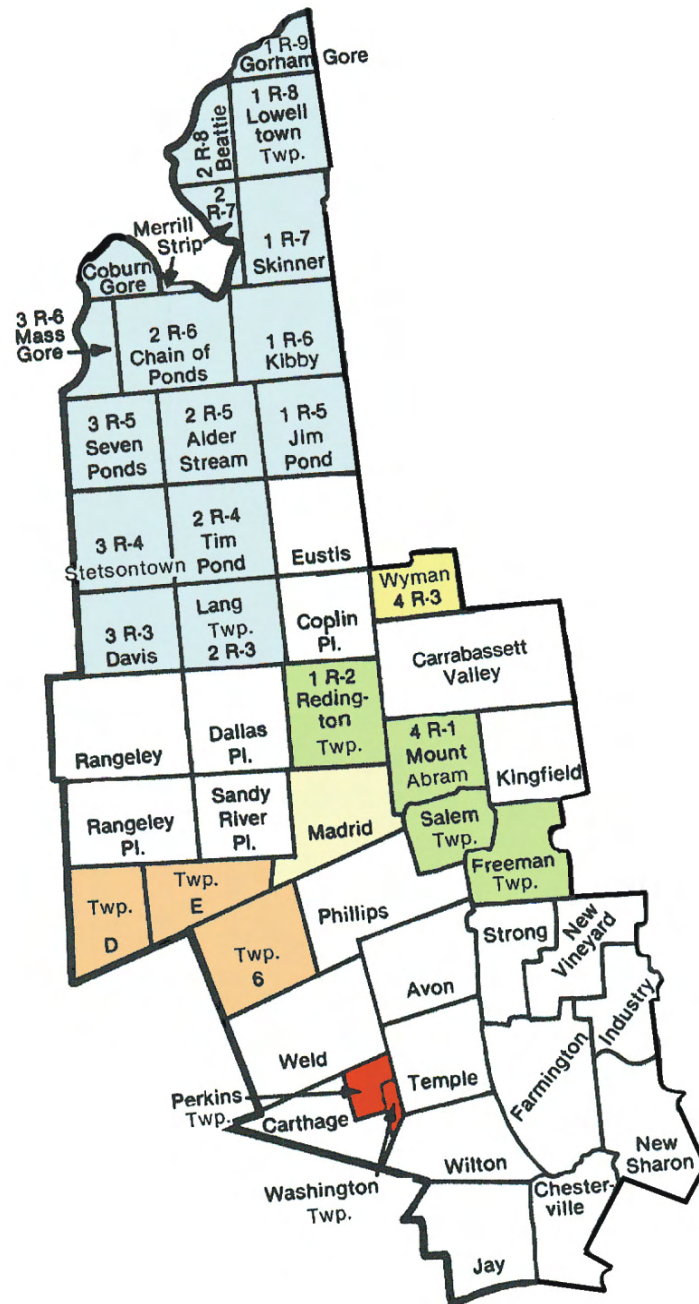 1 R-9
Gorham Gore
1 R-8
Lowell
town
Twp.
2 R-8
Beattie
2
R-7
Merrill
Strip
1 R-7
Skinner
Coburn
Gore
3 R-6
Mass
Gore
2 R-6
Chain of
Ponds
1 R-6
Kibby
3 R-5
Seven
Ponds
2 R-5
Alder
Stream
1 R-5
Jim
Pond
3 R-4
Stetsontown
2 R-4
Tim
Pond
Eustis
Wyman
4 R-3
3 R-3
Davis
Lang
Twp.
2 R-3
Coplin
Pl.
Carrabassett
Valley
Rangeley
Dallas
Pl.
1 R-2
Reding-
ton
Twp.
4 R-1
Mount
Abram
Kingfield
Rangeley
Pl.
Sandy
River
Pl.
Madrid
Salem
Twp.
Freeman
Twp.
Twp.
D
Twp.
E
Twp.
6
Phillips
Strong
New
Vineyard
Avon
Industry
Weld
Temple
Farmington
Perkins
Twp.
Carthage
Washington
Twp.
Wilton
New
Sharon
Chester-
ville
Jay